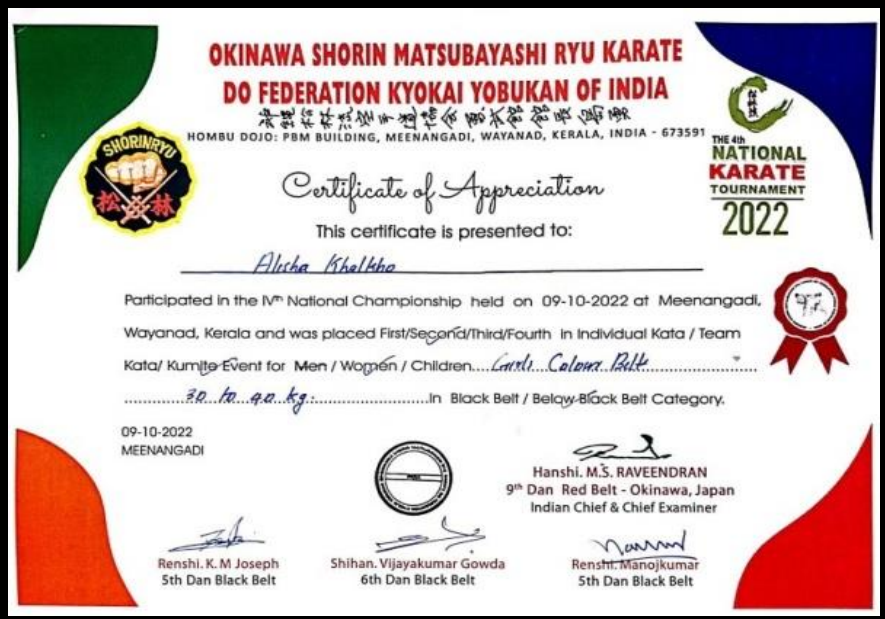 OKINAWA SHORIN MATSUBAYASHI RYU KARATE
DO FEDERATION KYOKAI YOBUKAN OF INDIA
HOMBU DOJO: PBM BUILDING, MEENANGADI, WAYANAD, KERALA, INDIA - 673591
SHORINRYU
松 林
松林流
THE 4th
NATIONAL
KARATE
TOURNAMENT
2022
Certificate of Appreciation
This certificate is presented to:
Alisha Khalkho
Participated in the IVth National Championship held on 09-10-2022 at Meenangadi,
Wayanad, Kerala and was placed First/Second/Third/Fourth in Individual Kata / Team
Kata/ Kumite Event for Men / Women / Children.... Girls Colour Belt
30 to 40 kg. In Black Belt / Below Black Belt Category.
09-10-2022
MEENANGADI
Hanshi. M.S. RAVEENDRAN
9th Dan Red Belt - Okinawa, Japan
Indian Chief & Chief Examiner
Renshi. K. M Joseph
5th Dan Black Belt
Shihan. Vijayakumar Gowda
6th Dan Black Belt
Renshi. Manojkumar
5th Dan Black Belt